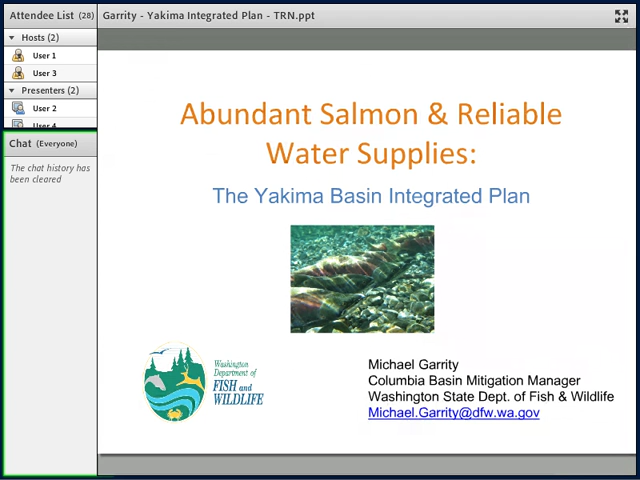 Attendee List (28)
Hosts (2)
User 1
User 3
Presenters (2)
User 2
User 4
Chat (Everyone)
The chat history has
been cleared
Garrity - Yakima Integrated Plan - TRN.ppt
Abundant Salmon & Reliable
Water Supplies:
The Yakima Basin Integrated Plan
Washington
Department of
FISH and
WILDLIFE
Michael Garrity
Columbia Basin Mitigation Manager
Washington State Dept. of Fish & Wildlife
Michael.Garrity@dfw.wa.gov